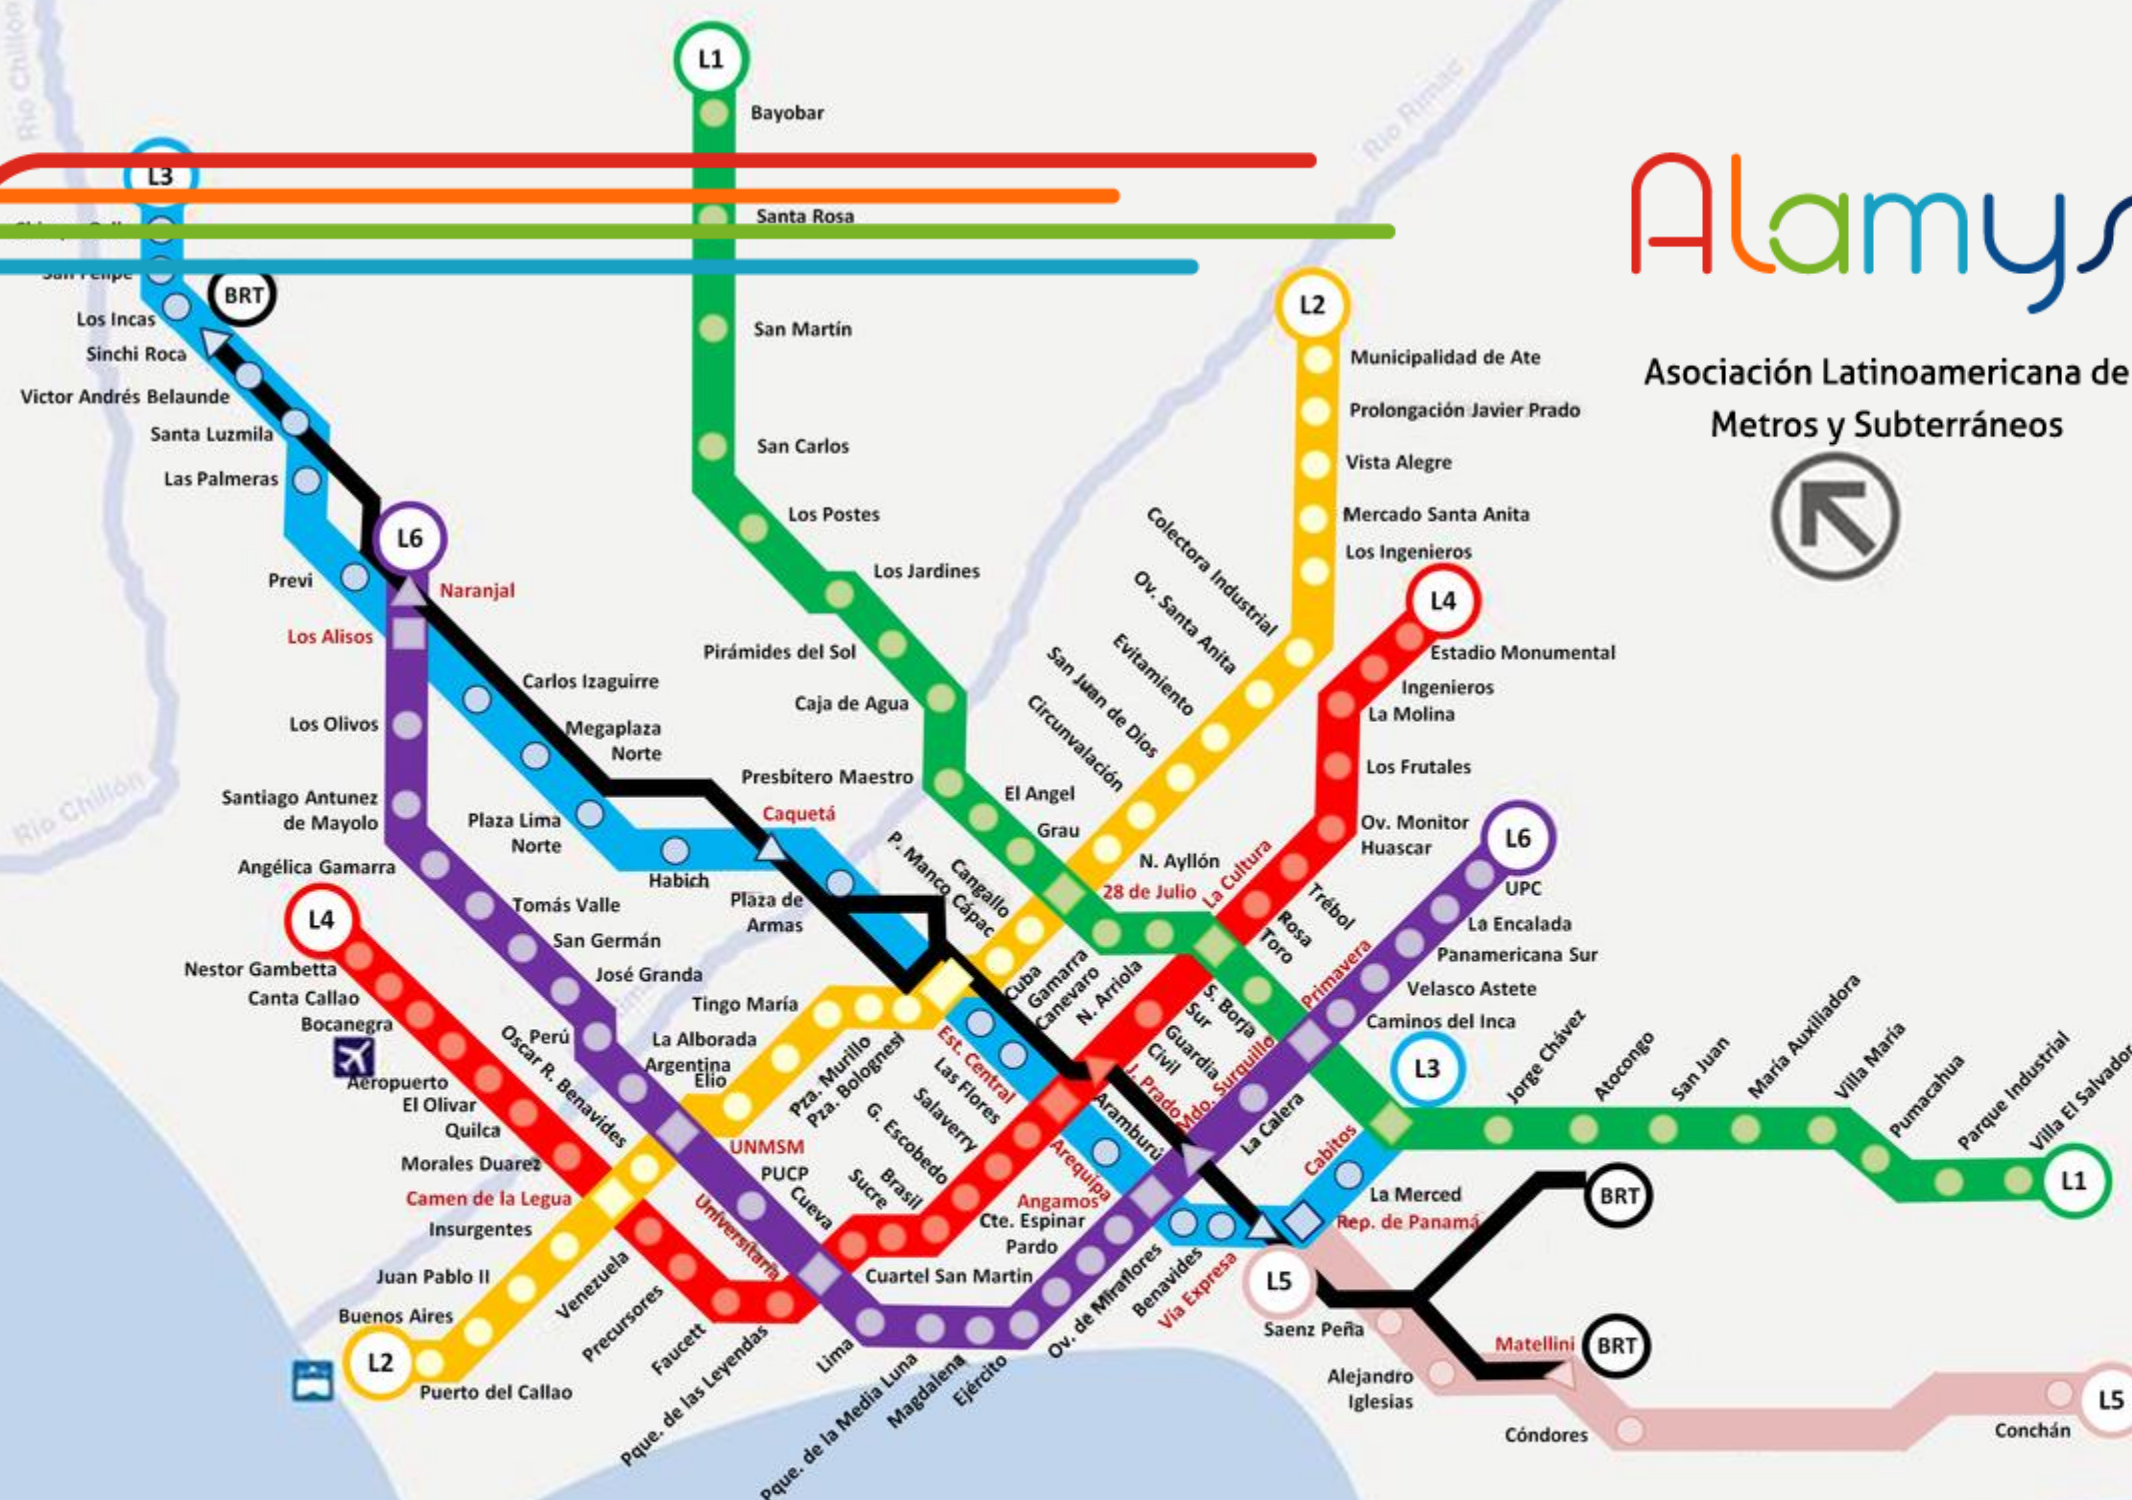 Río Chillón
Río Chillón
Río Rimac
L1
Bayobar
Santa Rosa
San Martín
San Carlos
Los Postes
Los Jardines
Pirámides del Sol
Caja de Agua
Presbítero Maestro
El Angel
Grau
28 de Julio
Gamarra
N. Arriola
La Cultura
S. Borja
Sur
Cabitos
Jorge Chávez
Atocongo
San Juan
María Auxiliadora
Villa María
Pumacahua
Parque Industrial
Villa El Salvador
L1
L3
San Felipe
Los Incas
Sinchi Roca
Victor Andrés Belaunde
Santa Luzmila
Las Palmeras
Previ
Los Alisos
Carlos Izaguirre
Megaplaza
Norte
Plaza Lima
Norte
Habich
Caquetá
Plaza de
Armas
Est. Central
Las Flores
Arequipa
Aramburú
Angamos
Benavides
Vía Expresa
Rep. de Panamá
La Merced
L3
BRT
Naranjal
J. Prado
Mdo. Surquillo
BRT
Matellini
BRT
L2
Municipalidad de Ate
Prolongación Javier Prado
Vista Alegre
Mercado Santa Anita
Los Ingenieros
Colectora Industrial
Ov. Santa Anita
Evitamiento
San Juan de Dios
Circunvalación
N. Ayllón
Cangallo
P. Manco Cápac
Cuba
Canevaro
Pza. Bolognesi
Pza. Murillo
Tingo María
La Alborada
Argentina
Elio
UNMSM
Oscar R. Benavides
Camen de la Legua
Insurgentes
Juan Pablo II
Buenos Aires
Puerto del Callao
L2
L4
Estadio Monumental
Ingenieros
La Molina
Los Frutales
Ov. Monitor
Huascar
Trébol
Rosa
Toro
Guardia
Civil
Salaverry
G. Escobedo
Brasil
Sucre
Cueva
Universitaria
Pque. de las Leyendas
Faucett
Precursores
Venezuela
Morales Duarez
Quilca
El Olivar
Aeropuerto
Bocanegra
Canta Callao
Nestor Gambetta
L4
L6
Los Olivos
Santiago Antunez
de Mayolo
Angélica Gamarra
Tomás Valle
San Germán
José Granda
Perú
PUCP
Lima
Pque. de la Media Luna
Magdalena
Ejército
Cuartel San Martin
Pardo
Cte. Espinar
Ov. de Miraflores
La Calera
Primavera
Caminos del Inca
Velasco Astete
Panamericana Sur
La Encalada
UPC
L6
L5
Saenz Peña
Alejandro
Iglesias
Cóndores
Conchán
L5
Alamys
Asociación Latinoamericana de
Metros y Subterráneos